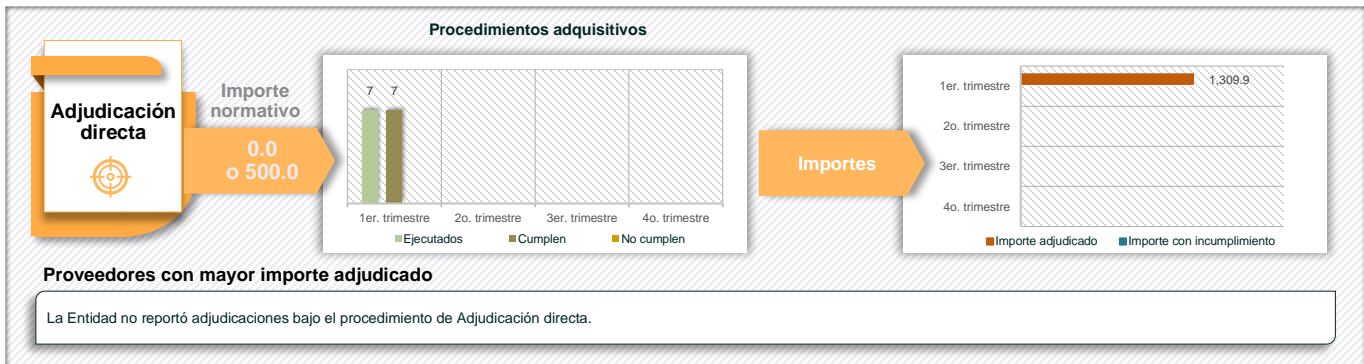 Procedimientos adquisitivos
Adjudicación
directa
Importe
normativo
0.0
o 500.0
7 7
1er. trimestre 2o. trimestre 3er. trimestre 4o. trimestre
Ejecutados Cumplen No cumplen
Importes
1er. trimestre 1,309.9
2o. trimestre
3er. trimestre
4o. trimestre
Importe adjudicado Importe con incumplimiento
Proveedores con mayor importe adjudicado
La Entidad no reportó adjudicaciones bajo el procedimiento de Adjudicación directa.